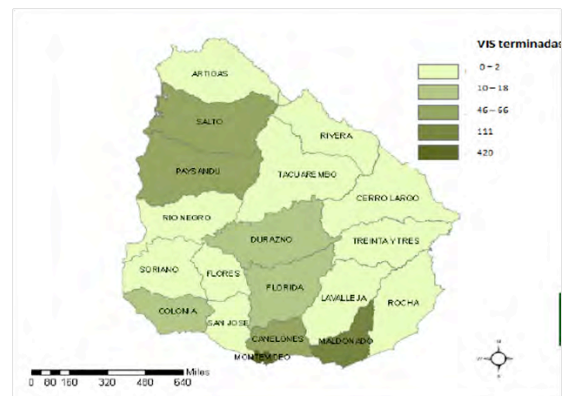 VIS terminadas
0 – 2
10 – 18
46 – 66
111
420
ARTIGAS
SALTO
RIVERA
PAYSANDU
TACUAREMBO
CERRO LARGO
RIO NEGRO
DURAZNO
TREINTA Y TRES
SORIANO
FLORES
FLORIDA
LAVALLEJA
ROCHA
COLONIA
SAN JOSE
CANELONES
MALDONADO
MONTEVIDEO
Miles
0 80 160 320 480 640